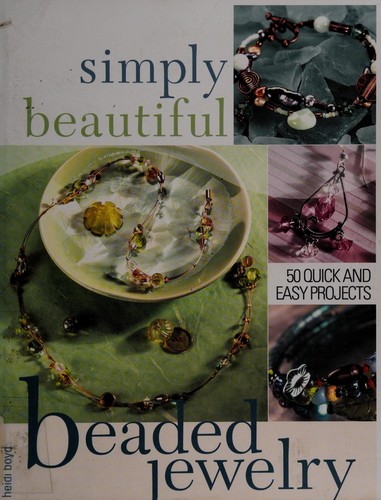 simply
beautiful
50 QUICK AND
EASY PROJECTS
beaded
jewelry
heidi boyd